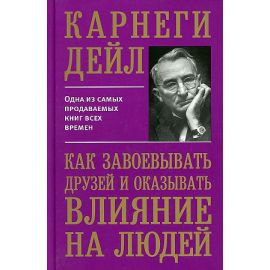 КАРНЕГИ
ДЕЙЛ
ОДНА ИЗ САМЫХ
ПРОДАВАЕМЫХ
КНИГ ВСЕХ
ВРЕМЕН
КАК ЗАВОЕВЫВАТЬ
ДРУЗЕЙ И ОКАЗЫВАТЬ
ВЛИЯНИЕ
НА ЛЮДЕЙ